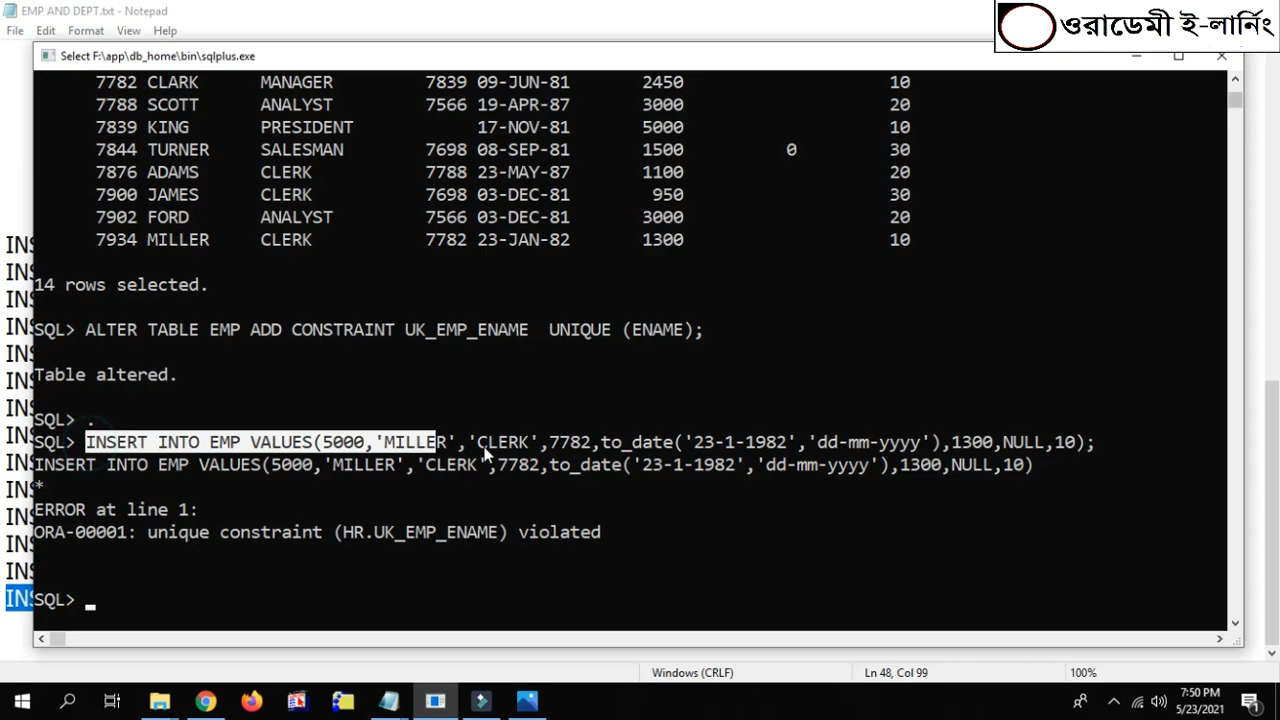 EMP AND DEPT.txt - Notepad
ওরাডেমী ই-লার্নিং
File Edit Format View Help
Select F:\app\db_home\bin\sqlplus.exe
7782 CLARK MANAGER 7839 09-JUN-81 2450 10
7788 SCOTT ANALYST 7566 19-APR-87 3000 20
7839 KING PRESIDENT 17-NOV-81 5000 10
7844 TURNER SALESMAN 7698 08-SEP-81 1500 0 30
7876 ADAMS CLERK 7788 23-MAY-87 1100 20
7900 JAMES CLERK 7698 03-DEC-81 950 30
7902 FORD ANALYST 7566 03-DEC-81 3000 20
7934 MILLER CLERK 7782 23-JAN-82 1300 10
14 rows selected.
SQL> ALTER TABLE EMP ADD CONSTRAINT UK_EMP_ENAME UNIQUE (ENAME);
Table altered.
SQL> .
SQL> INSERT INTO EMP VALUES(5000,'MILLER','CLERK',7782,to_date('23-1-1982','dd-mm-yyyy'),1300,NULL,10);
INSERT INTO EMP VALUES(5000,'MILLER','CLERK',7782,to_date('23-1-1982','dd-mm-yyyy'),1300,NULL,10)
*
ERROR at line 1:
ORA-00001: unique constraint (HR.UK_EMP_ENAME) violated
SQL>
Windows (CRLF) Ln 48, Col 99 100%
7:50 PM
5/23/2021